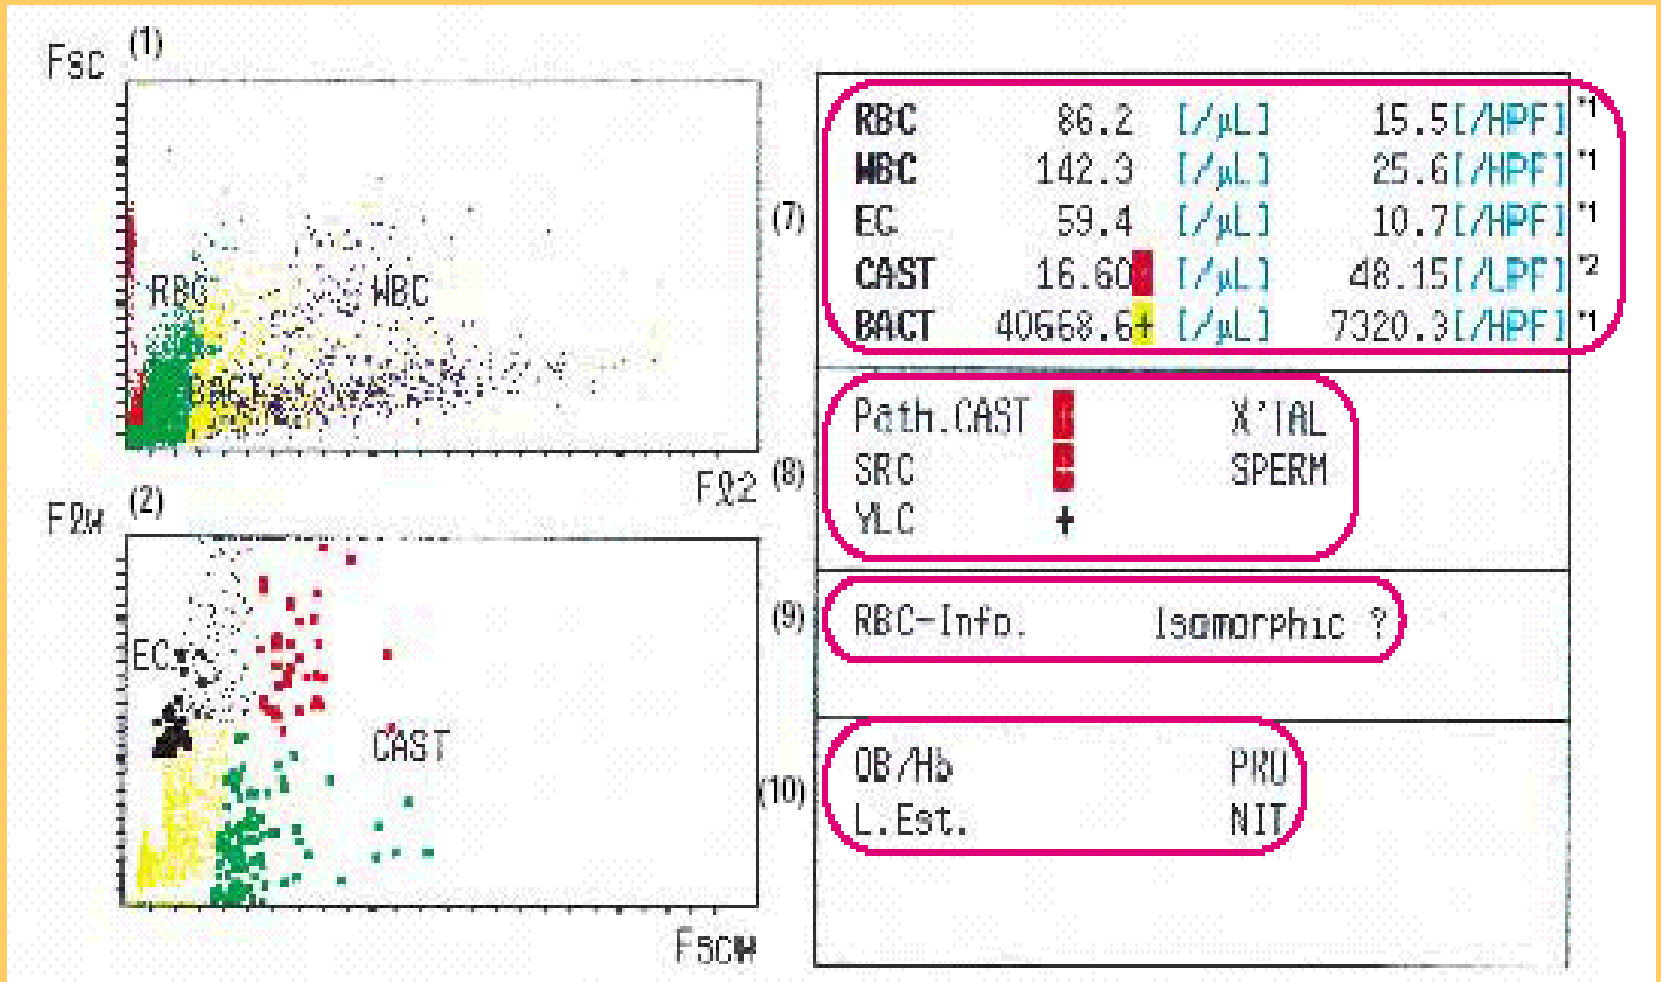 Fsc (1)
RBC WBC
BACT
Fℓ2
Fℓw (2)
EC
CAST
Fscw
(7)
RBC 86.2 [/µL] 15.5[/HPF] *1
WBC 142.3 [/µL] 25.6[/HPF] *1
EC 59.4 [/µL] 10.7[/HPF] *1
CAST 16.60 [/µL] 48.15[/LPF] *2
BACT 40668.6+ [/µL] 7320.3[/HPF] *1
(8)
Path.CAST X'TAL
SRC + SPERM
YLC +
(9)
RBC-Info. Isomorphic ?
(10)
OB/Hb PRO
L.Est. NIT